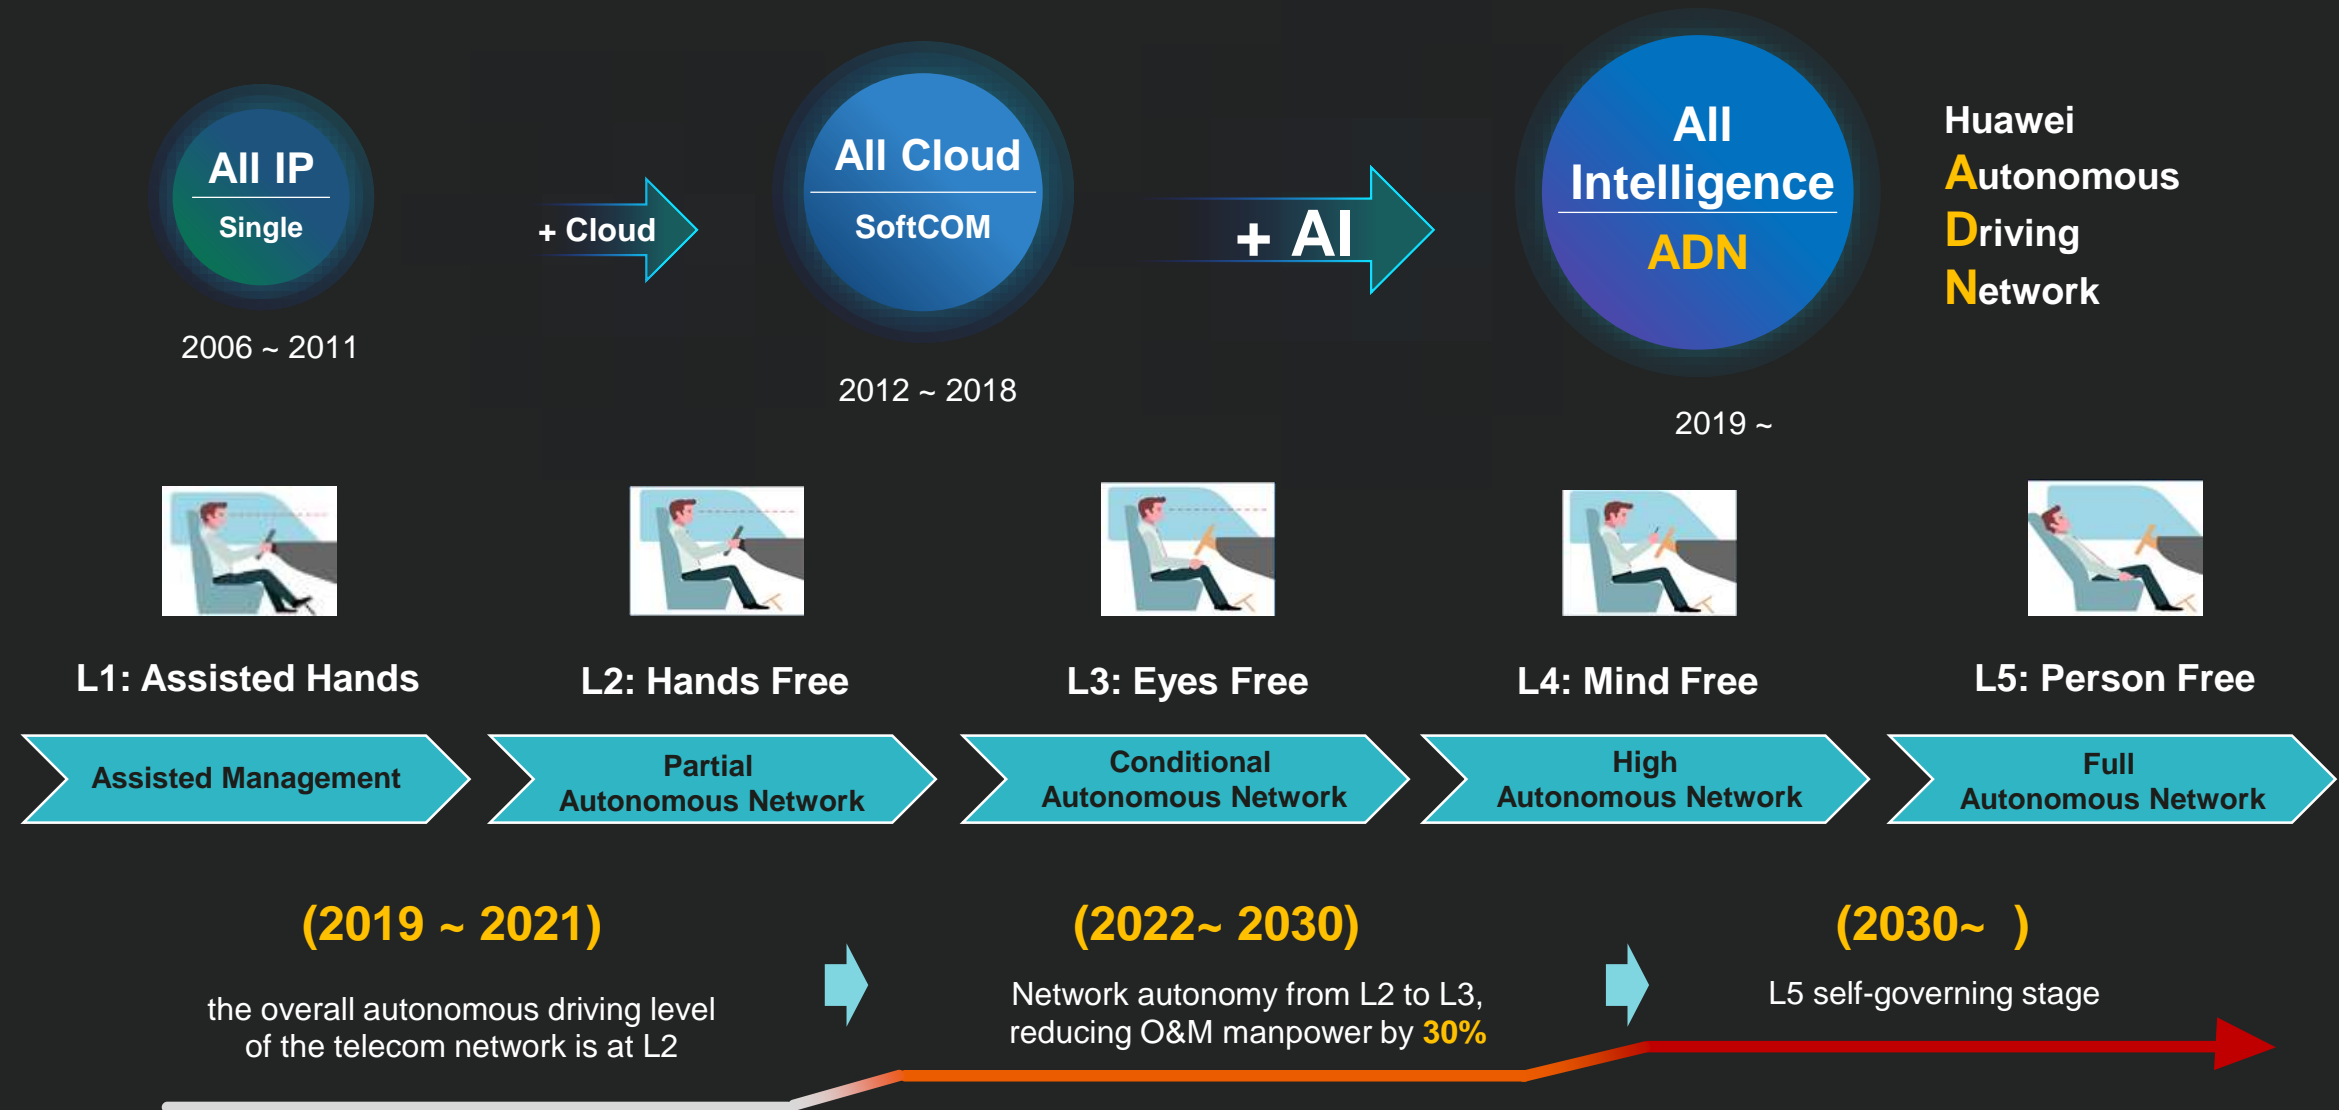 All IP
Single
2006 ~ 2011
+ Cloud
All Cloud
SoftCOM
2012 ~ 2018
+ AI
All
Intelligence
ADN
2019 ~
Huawei
Autonomous
Driving
Network
L1: Assisted Hands
L2: Hands Free
L3: Eyes Free
L4: Mind Free
L5: Person Free
Assisted Management
Partial
Autonomous Network
Conditional
Autonomous Network
High
Autonomous Network
Full
Autonomous Network
(2019 ~ 2021)
the overall autonomous driving level
of the telecom network is at L2
(2022~ 2030)
Network autonomy from L2 to L3,
reducing O&M manpower by 30%
(2030~ )
L5 self-governing stage